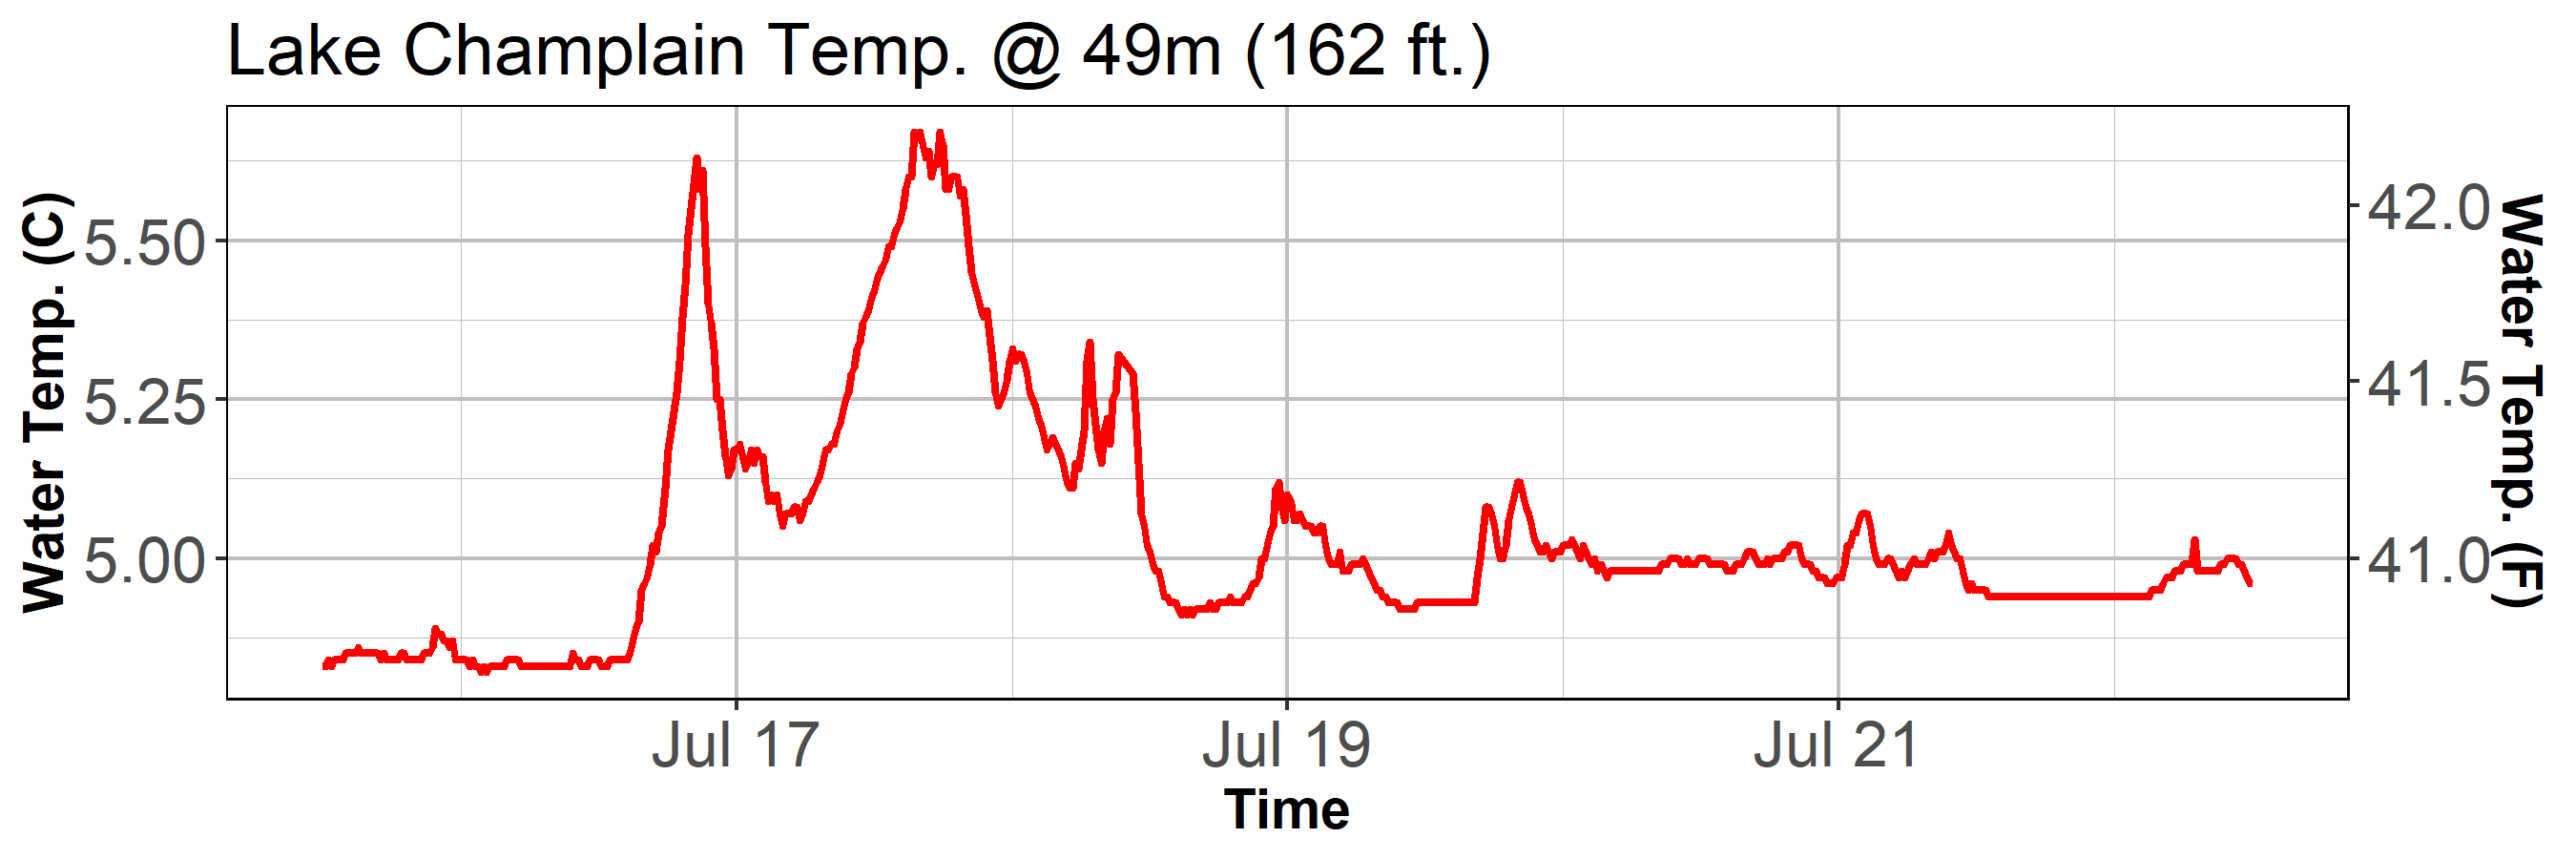 Lake Champlain Temp. @ 49m (162 ft.)
Water Temp. (C)
5.50
5.25
5.00
42.0
41.5
41.0
Water Temp. (F)
Jul 17
Jul 19
Jul 21
Time